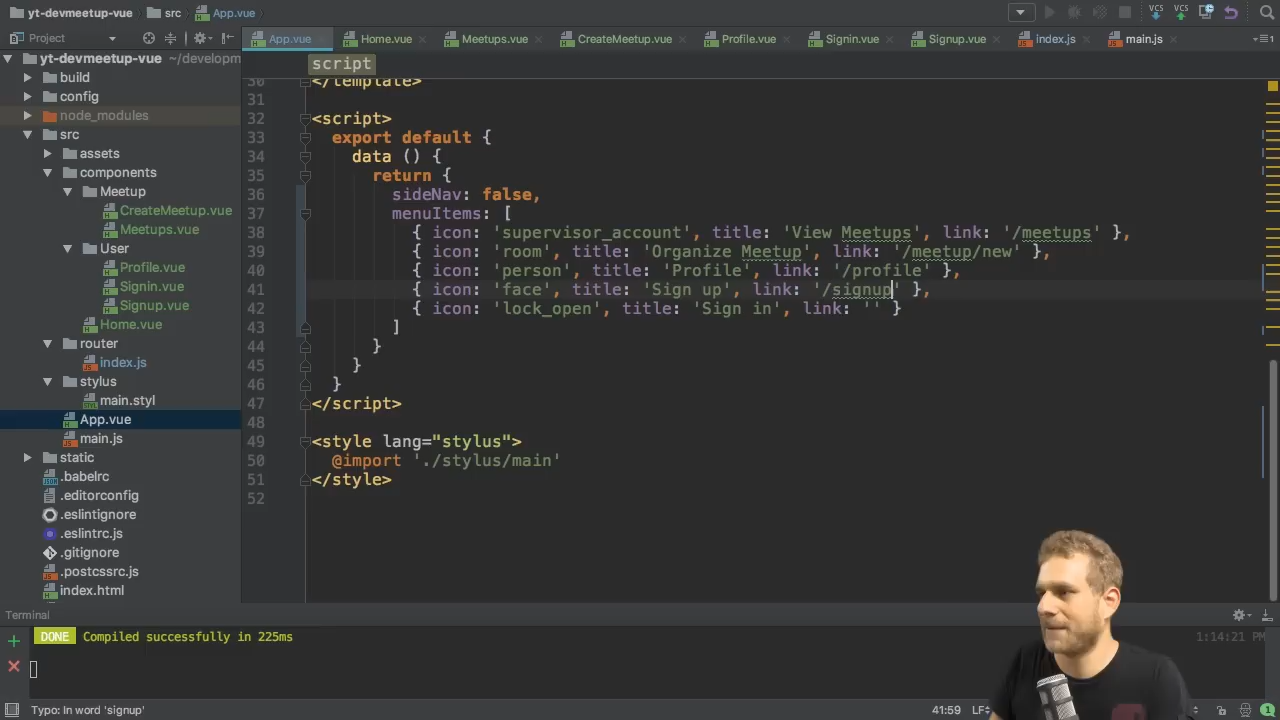 yt-devmeetup-vue src App.vue
Project App.vue Home.vue Meetups.vue CreateMeetup.vue Profile.vue Signin.vue Signup.vue index.js main.js
VCS VCS
yt-devmeetup-vue ~/developm
build
config
node_modules
src
assets
components
Meetup
CreateMeetup.vue
Meetups.vue
User
Profile.vue
Signin.vue
Signup.vue
Home.vue
router
index.js
stylus
main.styl
App.vue
main.js
static
.babelrc
.editorconfig
.eslintignore
.eslintrc.js
.gitignore
.postcssrc.js
index.html
script
30 </template>
31
32 <script>
33 export default {
34 data () {
35 return {
36 sideNav: false,
37 menuItems: [
38 { icon: 'supervisor_account', title: 'View Meetups', link: '/meetups' },
39 { icon: 'room', title: 'Organize Meetup', link: '/meetup/new' },
40 { icon: 'person', title: 'Profile', link: '/profile' },
41 { icon: 'face', title: 'Sign up', link: '/signup' },
42 { icon: 'lock_open', title: 'Sign in', link: '' }
43 ]
44 }
45 }
46 }
47 </script>
48
49 <style lang="stylus">
50 @import './stylus/main'
51 </style>
52
Terminal
DONE Compiled successfully in 225ms
1:14:21 PM
Typo: In word 'signup'
41:59 LF
1